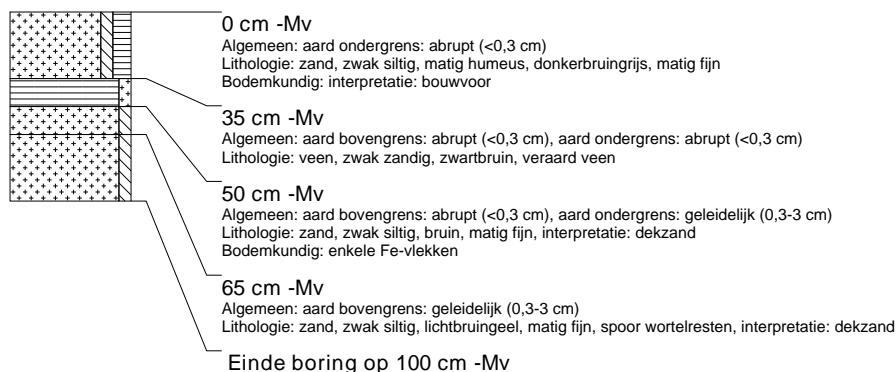 0 cm -Mv
Algemeen: aard ondergrens: abrupt (<0,3 cm)
Lithologie: zand, zwak siltig, matig humeus, donkerbruingrijs, matig fijn
Bodemkundig: interpretatie: bouwvoor
35 cm -Mv
Algemeen: aard bovengrens: abrupt (<0,3 cm), aard ondergrens: abrupt (<0,3 cm)
Lithologie: veen, zwak zandig, zwartbruin, veraard veen
50 cm -Mv
Algemeen: aard bovengrens: abrupt (<0,3 cm), aard ondergrens: geleidelijk (0,3-3 cm)
Lithologie: zand, zwak siltig, bruin, matig fijn, interpretatie: dekzand
Bodemkundig: enkele Fe-vlekken
65 cm -Mv
Algemeen: aard bovengrens: geleidelijk (0,3-3 cm)
Lithologie: zand, zwak siltig, lichtbruingeel, matig fijn, spoor wortelresten, interpretatie: dekzand
Einde boring op 100 cm -Mv